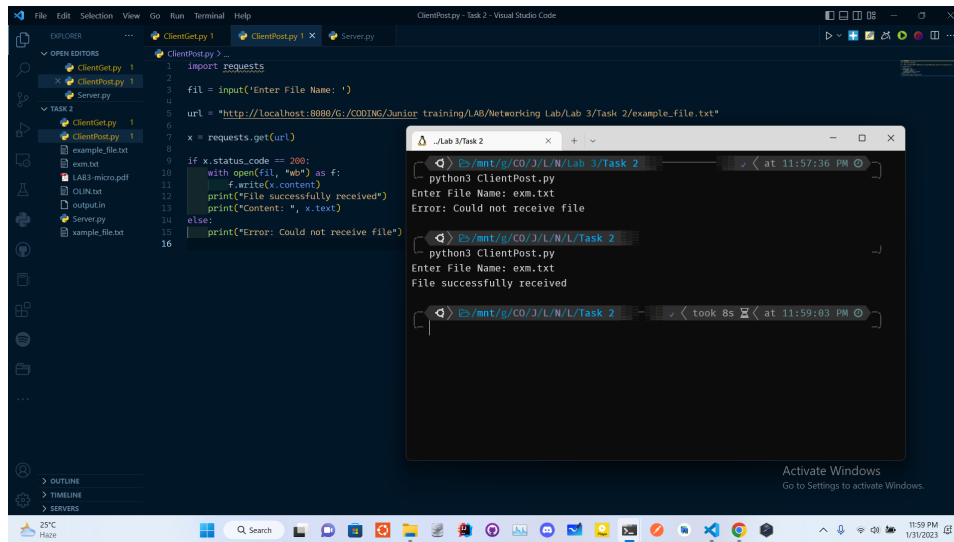 File Edit Selection View Go Run Terminal Help
ClientPost.py - Task 2 - Visual Studio Code
EXPLORER
OPEN EDITORS
ClientGet.py 1
ClientPost.py 1
Server.py
TASK 2
ClientGet.py 1
ClientPost.py 1
example_file.txt
exm.txt
LAB3-micro.pdf
OLIN.txt
output.in
Server.py
xample_file.txt
OUTLINE
TIMELINE
SERVERS
ClientGet.py 1 ClientPost.py 1 Server.py
ClientPost.py > ...
1 import requests
2
3 fil = input('Enter File Name: ')
4
5 url = "http://localhost:8080/G:/CODING/Junior training/LAB/Networking Lab/Lab 3/Task 2/example_file.txt"
6
7 x = requests.get(url)
8
9 if x.status_code == 200:
10 with open(fil, "wb") as f:
11 f.write(x.content)
12 print("File successfully received")
13 print("Content: ", x.text)
14 else:
15 print("Error: Could not receive file")
16
../Lab 3/Task 2
/mnt/g/CO/J/L/N/Lab 3/Task 2 at 11:57:36 PM
python3 ClientPost.py
Enter File Name: exm.txt
Error: Could not receive file
/mnt/g/CO/J/L/N/L/Task 2
python3 ClientPost.py
Enter File Name: exm.txt
File successfully received
/mnt/g/CO/J/L/N/L/Task 2 took 8s at 11:59:03 PM
Activate Windows
Go to Settings to activate Windows.
25°C
Haze
Search
11:59 PM
1/31/2023